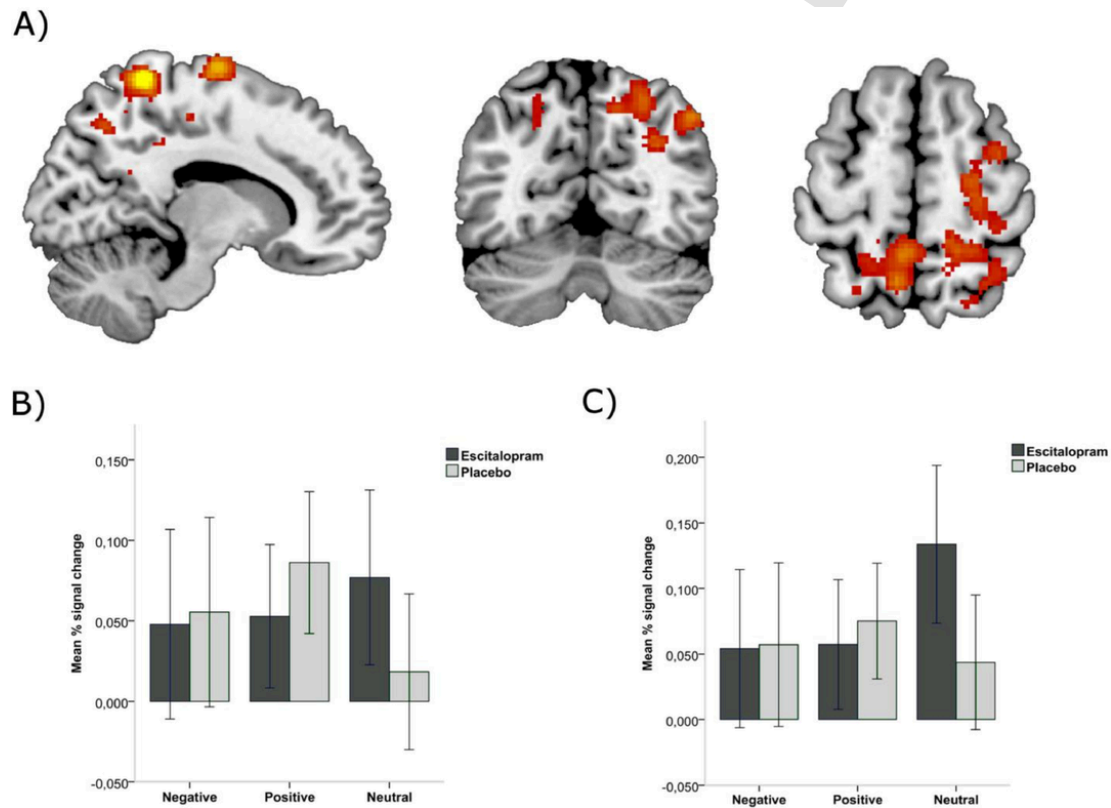 A)
B)
0,150
0,100
0,050
0,000
-0,050
Mean % signal change
Negative
Positive
Neutral
Escitalopram
Placebo
C)
0,200
0,150
0,100
0,050
0,000
-0,050
Mean % signal change
Negative
Positive
Neutral
Escitalopram
Placebo